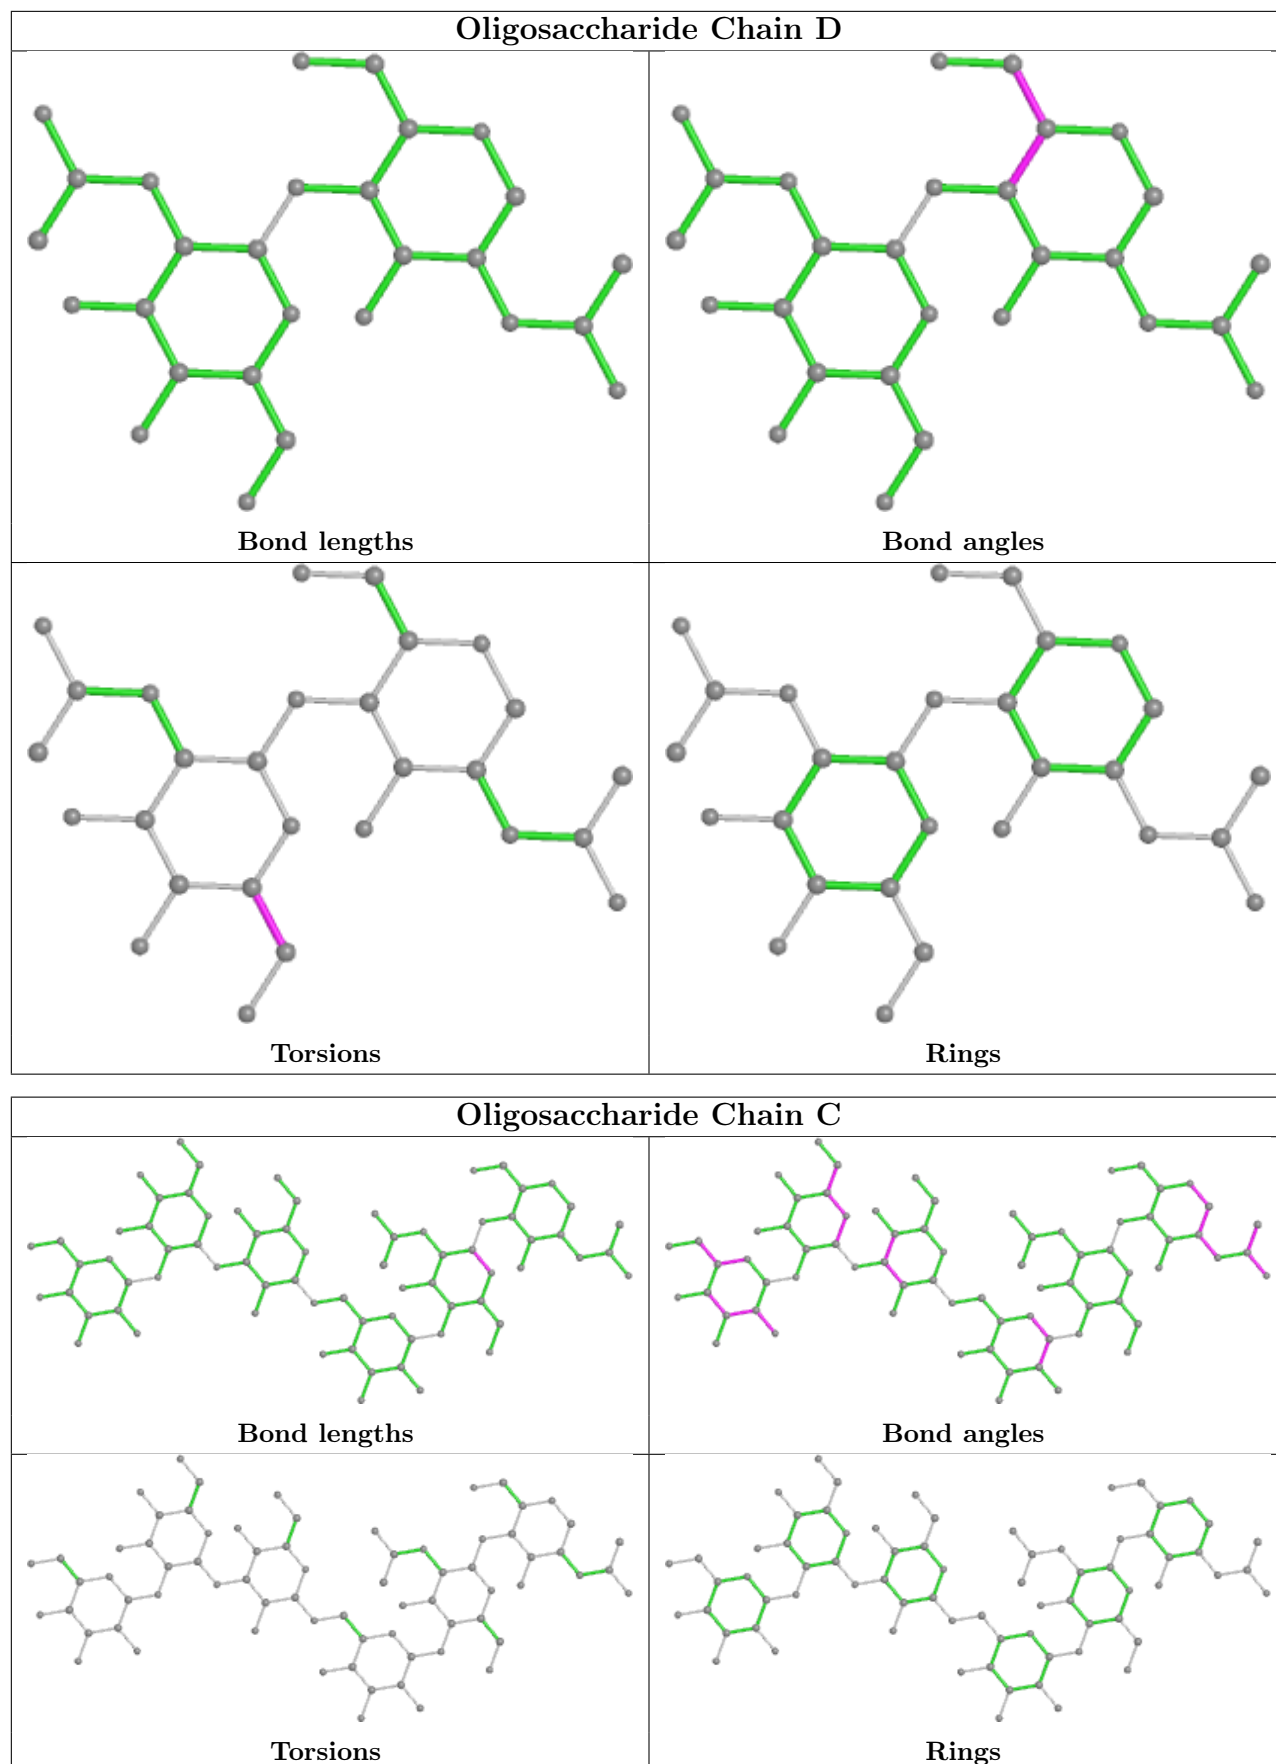 Oligosaccharide Chain D
Bond lengths
Bond angles
Torsions
Rings
Oligosaccharide Chain C
Bond lengths
Bond angles
Torsions
Rings